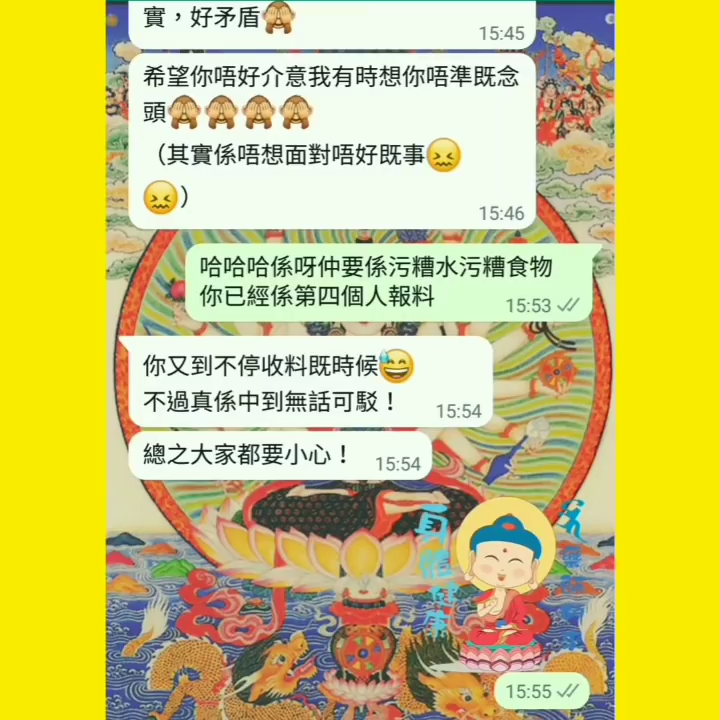 實，好矛盾🙈
15:45
希望你唔好介意我有時想你唔準既念
頭🙈🙈🙈🙈
（其實係唔想面對唔好既事😖
😖）
15:46
哈哈哈係呀仲要係污糟水污糟食物
你已經係第四個人報料
15:53
你又到不停收料既時候😅
不過真係中到無話可駁！
15:54
總之大家都要小心！
15:54
身體健康
15:55